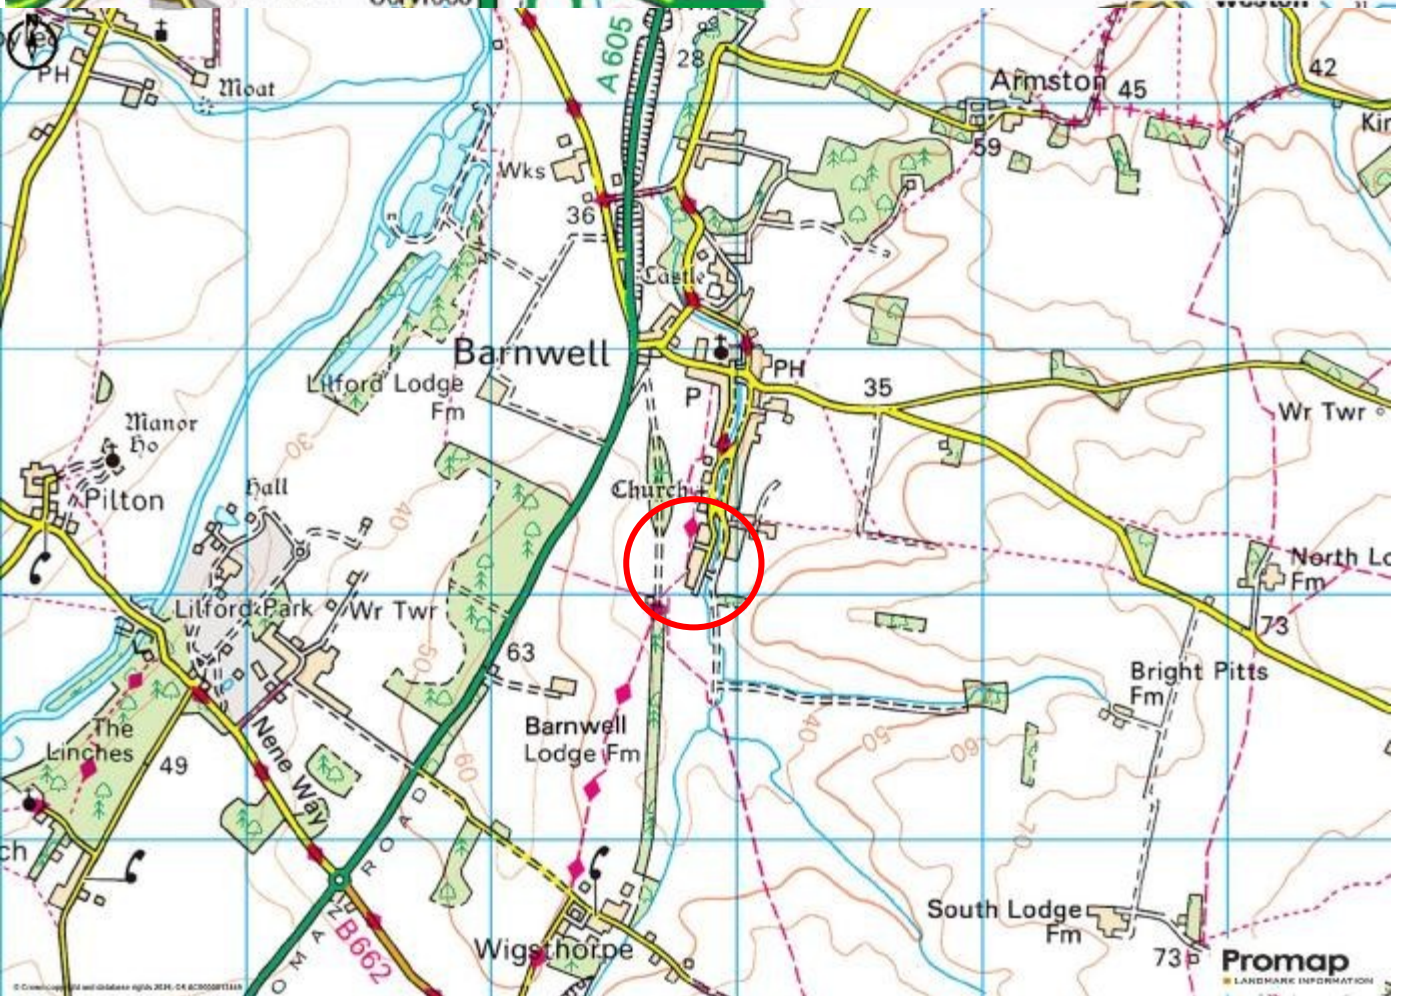 N
A 605
28
42
PH
Moat
Armston
45
Wks
59
36
Castle
Barnwell
PH
Lilford Lodge
Fm
35
P
Wr Twr
Manor
Ho
30
Pilton
Hall
Church
40
North Lo
Fm
Lilford Park
Wr Twr
73
50
63
Bright Pitts
Fm
The
Linches
Barnwell
Lodge Fm
40
50
60
49
Nene Way
60
70
ch
ROAD
South Lodge
Fm
B662
Wigsthorpe
73
Promap
LANDMARK INFORMATION